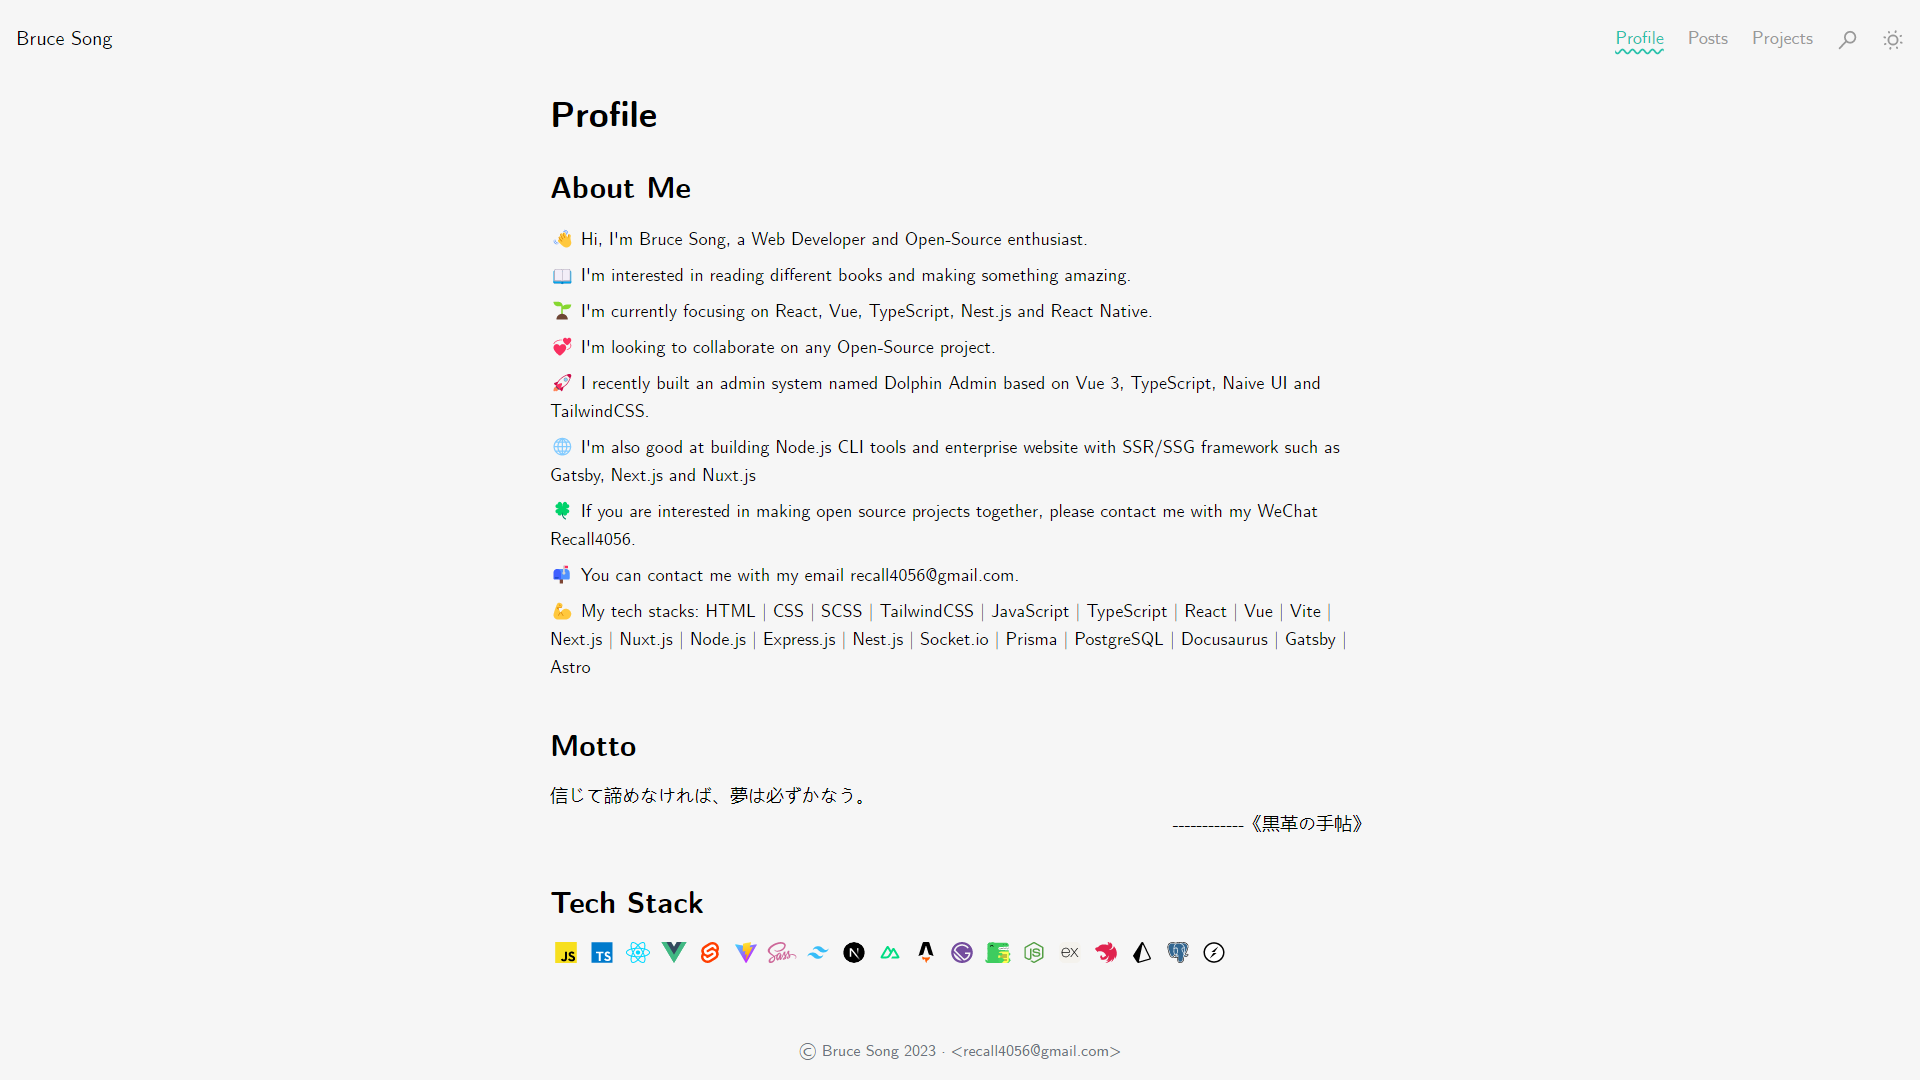 Bruce Song
Profile
Posts
Projects
Profile
About Me
👋 Hi, I'm Bruce Song, a Web Developer and Open-Source enthusiast.
📖 I'm interested in reading different books and making something amazing.
🌱 I'm currently focusing on React, Vue, TypeScript, Nest.js and React Native.
💞 I'm looking to collaborate on any Open-Source project.
🚀 I recently built an admin system named Dolphin Admin based on Vue 3, TypeScript, Naive UI and
TailwindCSS.
🌐 I'm also good at building Node.js CLI tools and enterprise website with SSR/SSG framework such as
Gatsby, Next.js and Nuxt.js
🍀 If you are interested in making open source projects together, please contact me with my WeChat
Recall4056.
📫 You can contact me with my email recall4056@gmail.com.
💪 My tech stacks: HTML | CSS | SCSS | TailwindCSS | JavaScript | TypeScript | React | Vue | Vite |
Next.js | Nuxt.js | Node.js | Express.js | Nest.js | Socket.io | Prisma | PostgreSQL | Docusaurus | Gatsby |
Astro
Motto
信じて諦めなければ、夢は必ずかなう。
------------《黒革の手帖》
Tech Stack
JS TS Sass N JS ex
© Bruce Song 2023 · <recall4056@gmail.com>